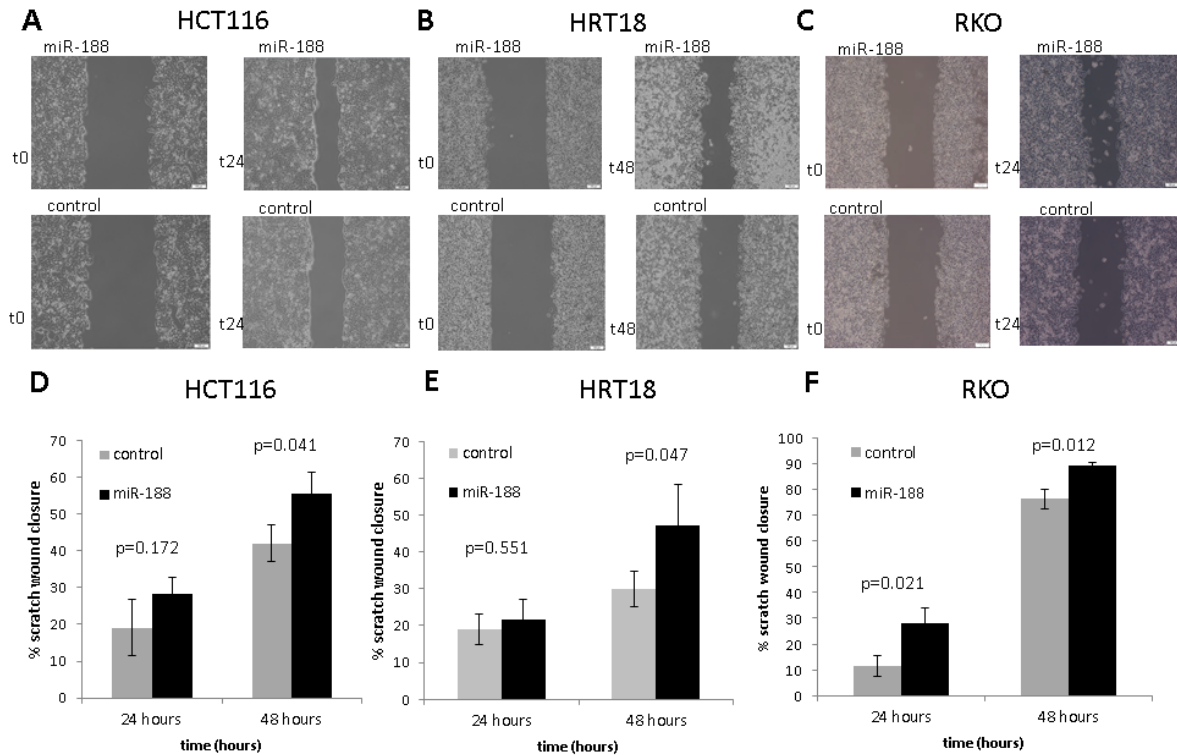 A HCT116 B HRT18 C RKO
miR-188 miR-188 miR-188 miR-188 miR-188 miR-188
t0 t24 t0 t48 t0 t24
control control control control control control
t0 t24 t0 t48 t0 t24
D HCT116
70
60
50
40
30
20
10
0
% scratch wound closure
control
miR-188
p=0.172
p=0.041
24 hours 48 hours
time (hours)
E HRT18
70
60
50
40
30
20
10
0
% scratch wound closure
control
miR-188
p=0.551
p=0.047
24 hours 48 hours
time (hours)
F RKO
100
90
80
70
60
50
40
30
20
10
0
% scratch wound closure
control
miR-188
p=0.021
p=0.012
24 hours 48 hours
time (hours)